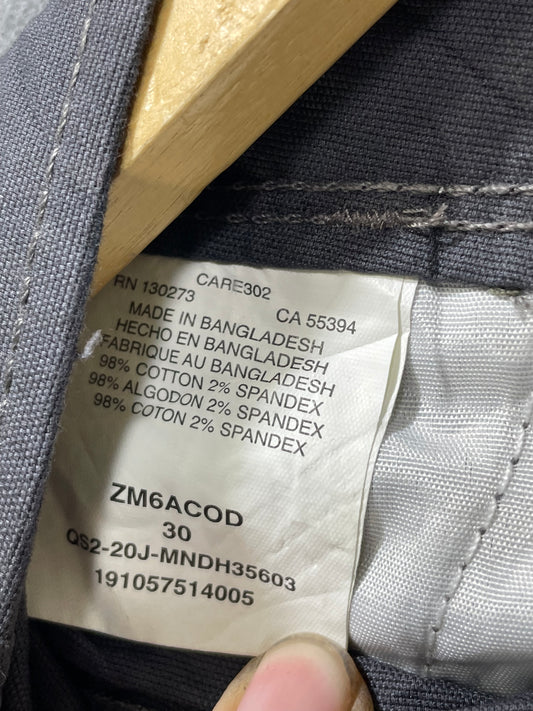 CARE302
RN 130273 CA 55394
MADE IN BANGLADESH
HECHO EN BANGLADESH
FABRIQUE AU BANGLADESH
98% COTTON 2% SPANDEX
98% ALGODON 2% SPANDEX
98% COTON 2% SPANDEX
ZM6ACOD
30
QS2-20J-MNDH35603
191057514005